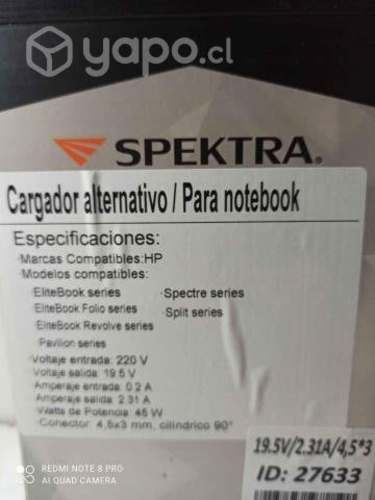 yapo.cl
SPEKTRA®
Cargador alternativo / Para notebook
Especificaciones:
·Marcas Compatibles:HP
·Modelos compatibles:
·EliteBook series ·Spectre series
·EliteBook Folio series ·Split series
·EliteBook Revolve series
·Pavilion series
·Voltaje entrada: 220 V
·Voltaje salida: 19.5 V
·Amperaje entrada: 0.2 A
·Amperaje salida: 2.31 A
·Watts de Potencia: 45 W
·Conector: 4,5x3 mm, cilíndrico 90°
19.5V/2.31A/4,5*3
ID: 27633
REDMI NOTE 8 PRO
AI QUAD CAMERA